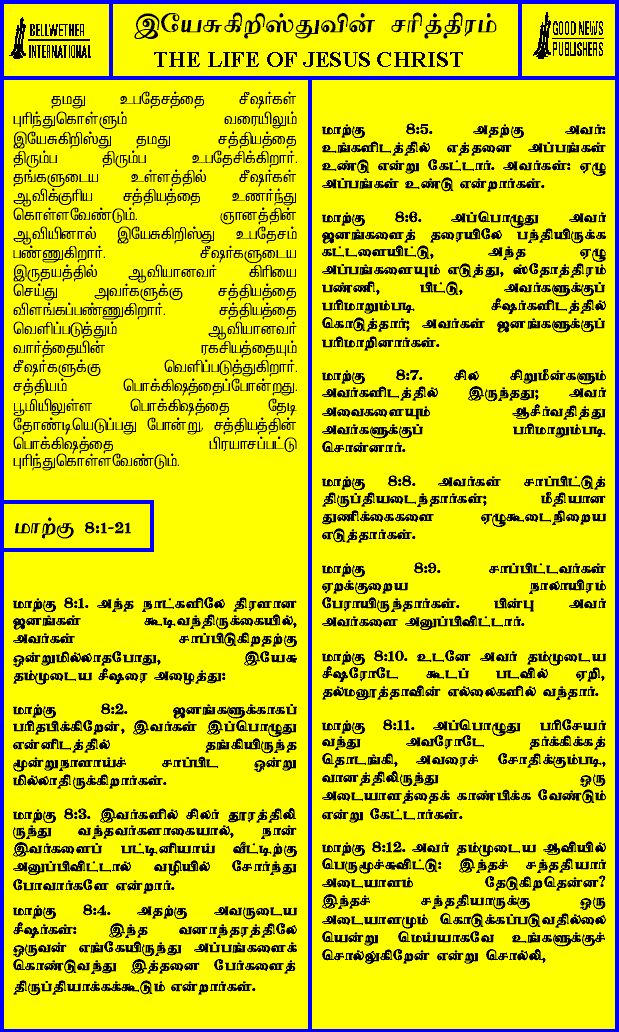 BELLWETHER
INTERNATIONAL
இயேசுகிறிஸ்துவின் சரித்திரம்
THE LIFE OF JESUS CHRIST
GOOD NEWS
PUBLISHERS
தமது உபதேசத்தை சீஷர்கள்
புரிந்துகொள்ளும் வரையிலும்
இயேசுகிறிஸ்து தமது சத்தியத்தை
திரும்ப திரும்ப உபதேசிக்கிறார்.
தங்களுடைய உள்ளத்தில் சீஷர்கள்
ஆவிக்குரிய சத்தியத்தை உணர்ந்து
கொள்ளவேண்டும். ஞானத்தின்
ஆவியினால் இயேசுகிறிஸ்து உபதேசம்
பண்ணுகிறார். சீஷர்களுடைய
இருதயத்தில் ஆவியானவர் கிரியை
செய்து அவர்களுக்கு சத்தியத்தை
விளங்கப்பண்ணுகிறார். சத்தியத்தை
வெளிப்படுத்தும் ஆவியானவர்
வார்த்தையின் ரகசியத்தையும்
சீஷர்களுக்கு வெளிப்படுத்துகிறார்.
சத்தியம் பொக்கிஷத்தைப்போன்றது.
பூமியிலுள்ள பொக்கிஷத்தை தேடி
தோண்டியெடுப்பது போன்று, சத்தியத்தின்
பொக்கிஷத்தை பிரயாசப்பட்டு
புரிந்துகொள்ளவேண்டும்.
மாற்கு 8:1-21
மாற்கு 8:1. அந்த நாட்களிலே திரளான
ஜனங்கள் கூடிவந்திருக்கையில்,
அவர்கள் சாப்பிடுகிறதற்கு
ஒன்றுமில்லாதபோது, இயேசு
தம்முடைய சீஷரை அழைத்து:
மாற்கு 8:2. ஜனங்களுக்காகப்
பரிதபிக்கிறேன், இவர்கள் இப்பொழுது
என்னிடத்தில் தங்கியிருந்த
மூன்றுநாளாய்ச் சாப்பிட ஒன்று
மில்லாதிருக்கிறார்கள்.
மாற்கு 8:3. இவர்களில் சிலர் தூரத்திலி
ருந்து வந்தவர்களாகையால், நான்
இவர்களைப் பட்டினியாய் வீட்டிற்கு
அனுப்பிவிட்டால் வழியில் சோர்ந்து
போவார்களே என்றார்.
மாற்கு 8:4. அதற்கு அவருடைய
சீஷர்கள்: இந்த வனாந்தரத்திலே
ஒருவன் எங்கேயிருந்து அப்பங்களைக்
கொண்டுவந்து இத்தனை பேர்களைத்
திருப்தியாக்கக்கூடும் என்றார்கள்.
மாற்கு 8:5. அதற்கு அவர்:
உங்களிடத்தில் எத்தனை அப்பங்கள்
உண்டு என்று கேட்டார். அவர்கள்: ஏழு
அப்பங்கள் உண்டு என்றார்கள்.
மாற்கு 8:6. அப்பொழுது அவர்
ஜனங்களைத் தரையிலே பந்தியிருக்க
கட்டளையிட்டு, அந்த ஏழு
அப்பங்களையும் எடுத்து, ஸ்தோத்திரம்
பண்ணி, பிட்டு, அவர்களுக்குப்
பரிமாறும்படி சீஷர்களிடத்தில்
கொடுத்தார்; அவர்கள் ஜனங்களுக்குப்
பரிமாறினார்கள்.
மாற்கு 8:7. சில சிறுமீன்களும்
அவர்களிடத்தில் இருந்தது; அவர்
அவைகளையும் ஆசீர்வதித்து
அவர்களுக்குப் பரிமாறும்படி
சொன்னார்.
மாற்கு 8:8. அவர்கள் சாப்பிட்டுத்
திருப்தியடைந்தார்கள்; மீதியான
துணிக்கைகளை ஏழுகூடைநிறைய
எடுத்தார்கள்.
மாற்கு 8:9. சாப்பிட்டவர்கள்
ஏறக்குறைய நாலாயிரம்
பேராயிருந்தார்கள். பின்பு அவர்
அவர்களை அனுப்பிவிட்டார்.
மாற்கு 8:10. உடனே அவர் தம்முடைய
சீஷரோடே கூடப் படவில் ஏறி,
தல்மனூத்தாவின் எல்லைகளில் வந்தார்.
மாற்கு 8:11. அப்பொழுது பரிசேயர்
வந்து அவரோடே தர்க்கிக்கத்
தொடங்கி, அவரைச் சோதிக்கும்படி,
வானத்திலிருந்து ஒரு
அடையாளத்தைக் காண்பிக்க வேண்டும்
என்று கேட்டார்கள்.
மாற்கு 8:12. அவர் தம்முடைய ஆவியில்
பெருமூச்சுவிட்டு: இந்தச் சந்ததியார்
அடையாளம் தேடுகிறதென்ன?
இந்தச் சந்ததியாருக்கு ஒரு
அடையாளமும் கொடுக்கப்படுவதில்லை
யென்று மெய்யாகவே உங்களுக்குச்
சொல்லுகிறேன் என்று சொல்லி,